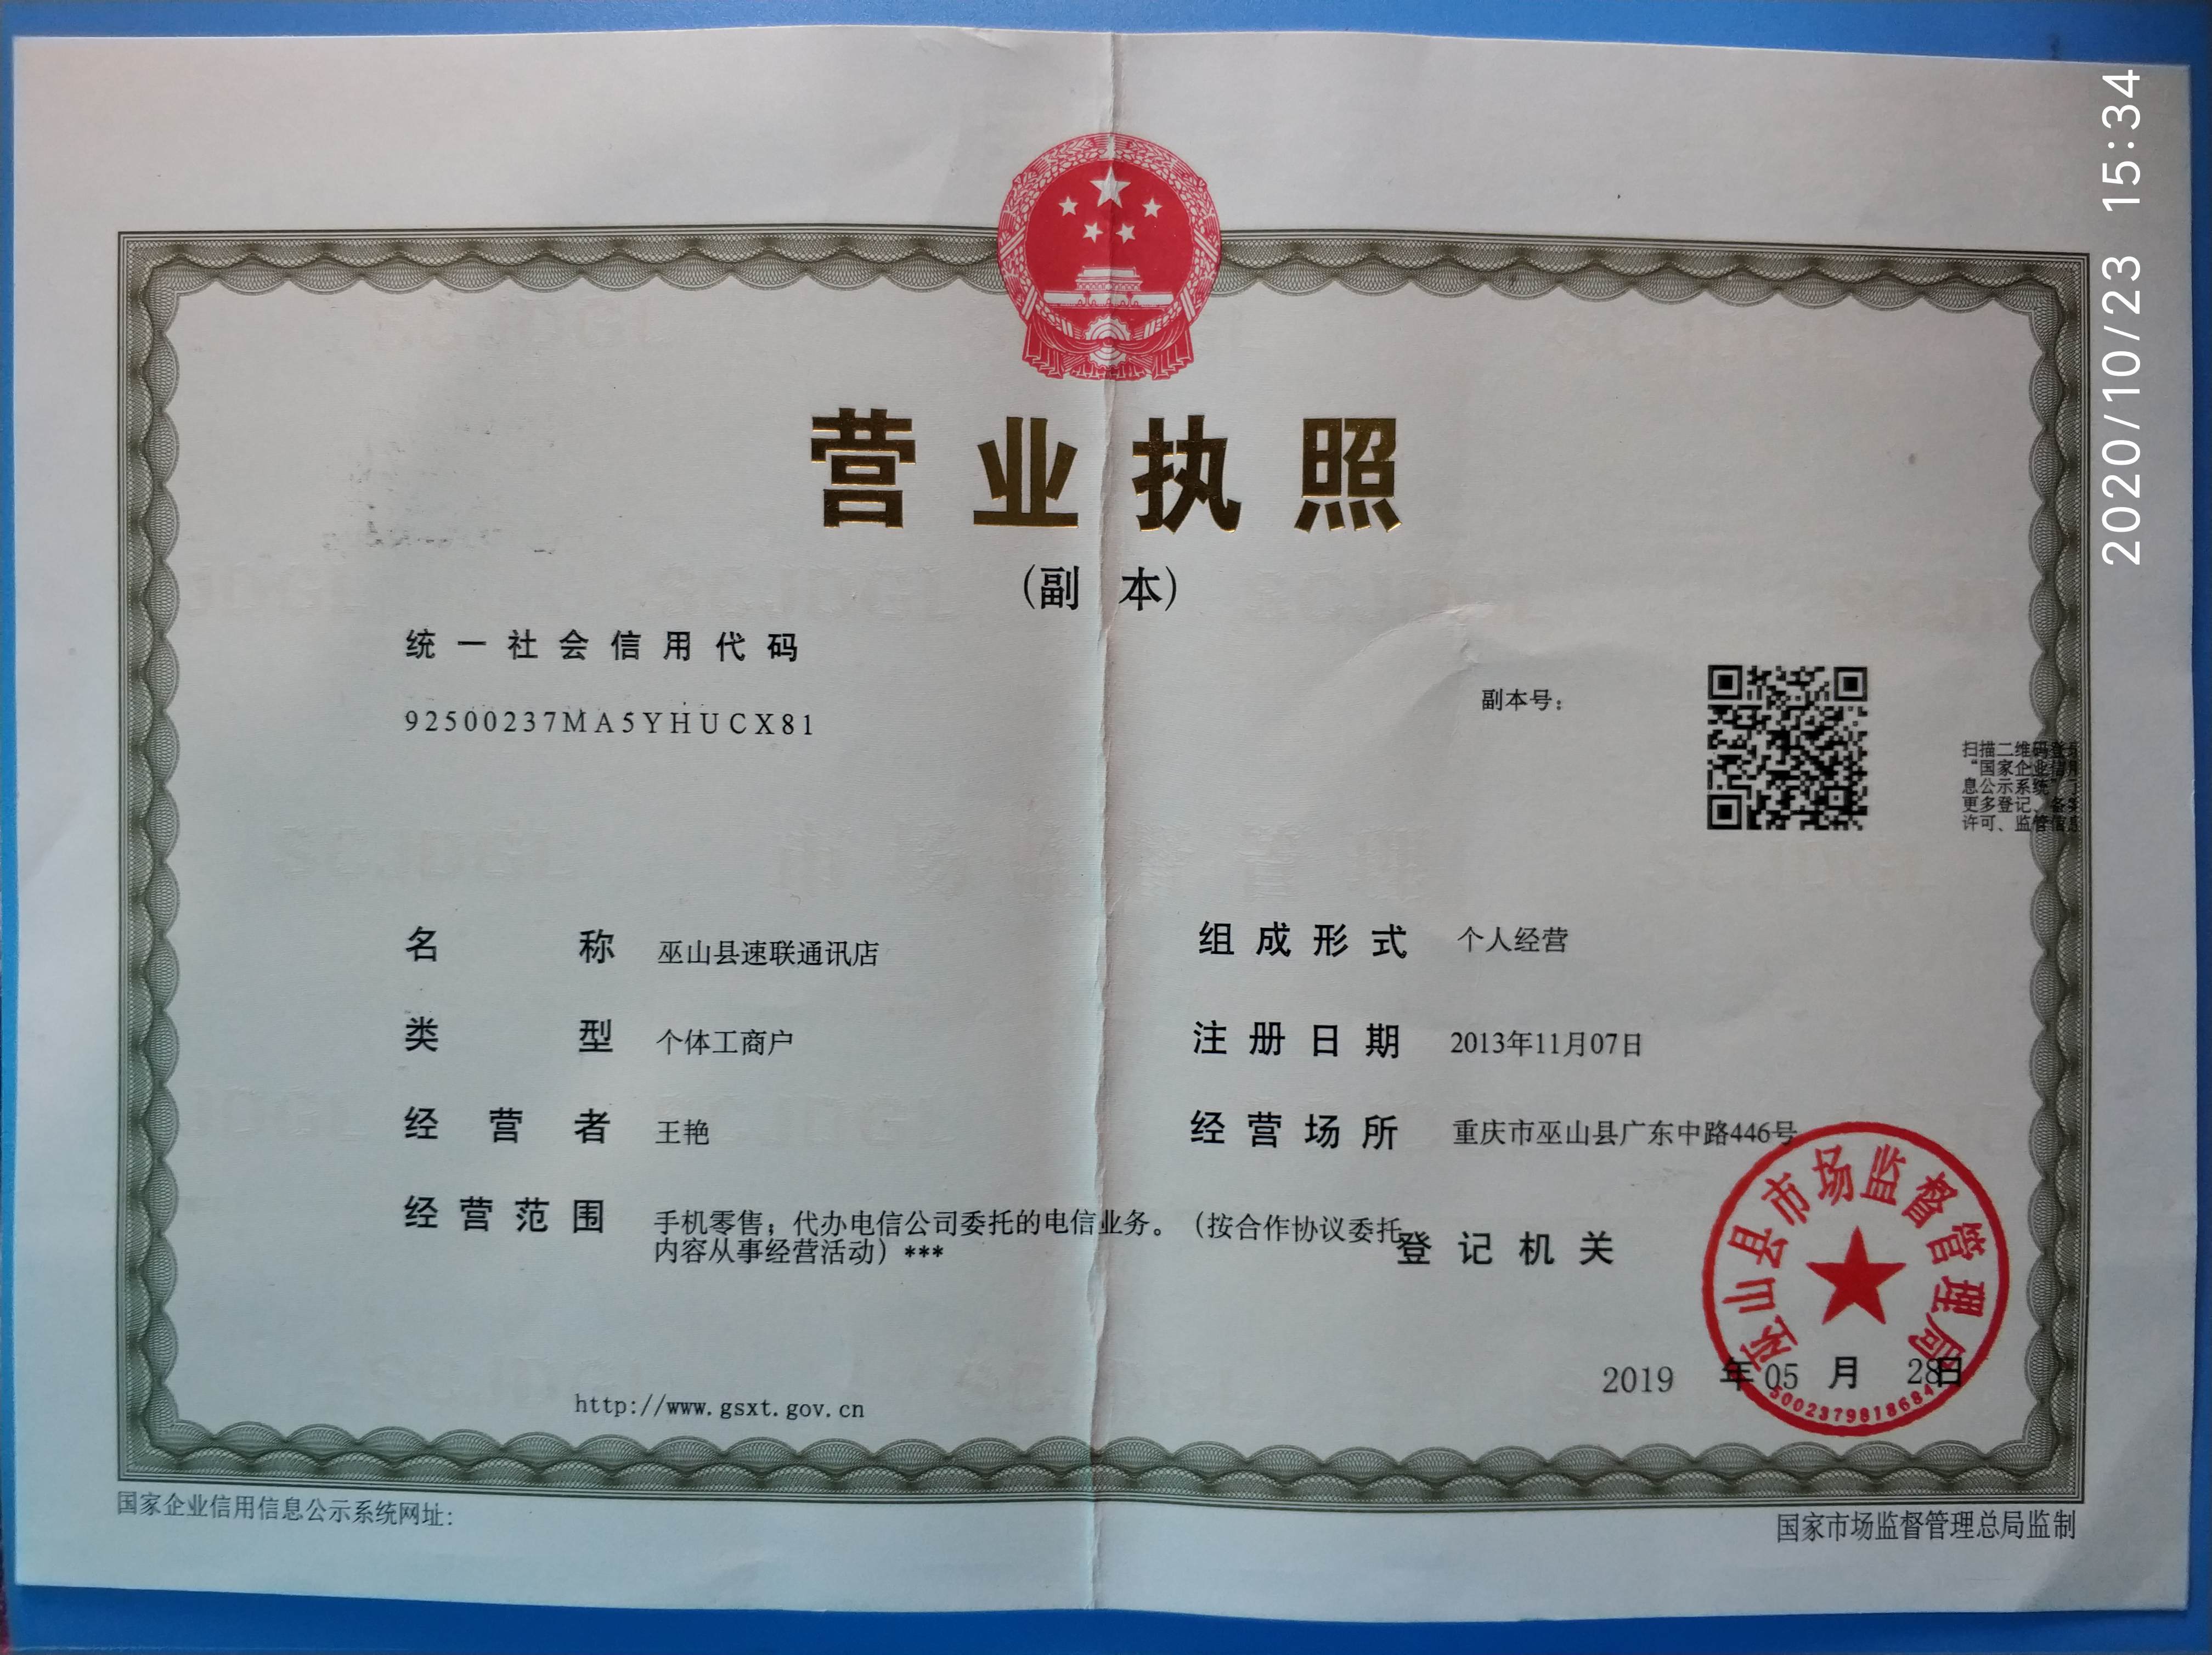 2020/10/23 15:34
营业执照
(副 本)
统一社会信用代码
92500237MA5YHUCX81
副本号：
扫描二维码登
“国家企业信用
息公示系统”了
更多登记、备案
许可、监管信息
名 称 巫山县速联通讯店
组成形式 个人经营
类 型 个体工商户
注册日期 2013年11月07日
经 营 者 王艳
经营场所 重庆市巫山县广东中路446号
经营范围 手机零售；代办电信公司委托的电信业务。（按合作协议委托
内容从事经营活动）***
登记机关
巫山县市场监督管理局
2019 年 05 月 28日
http://www.gsxt.gov.cn
国家企业信用信息公示系统网址：
国家市场监督管理总局监制